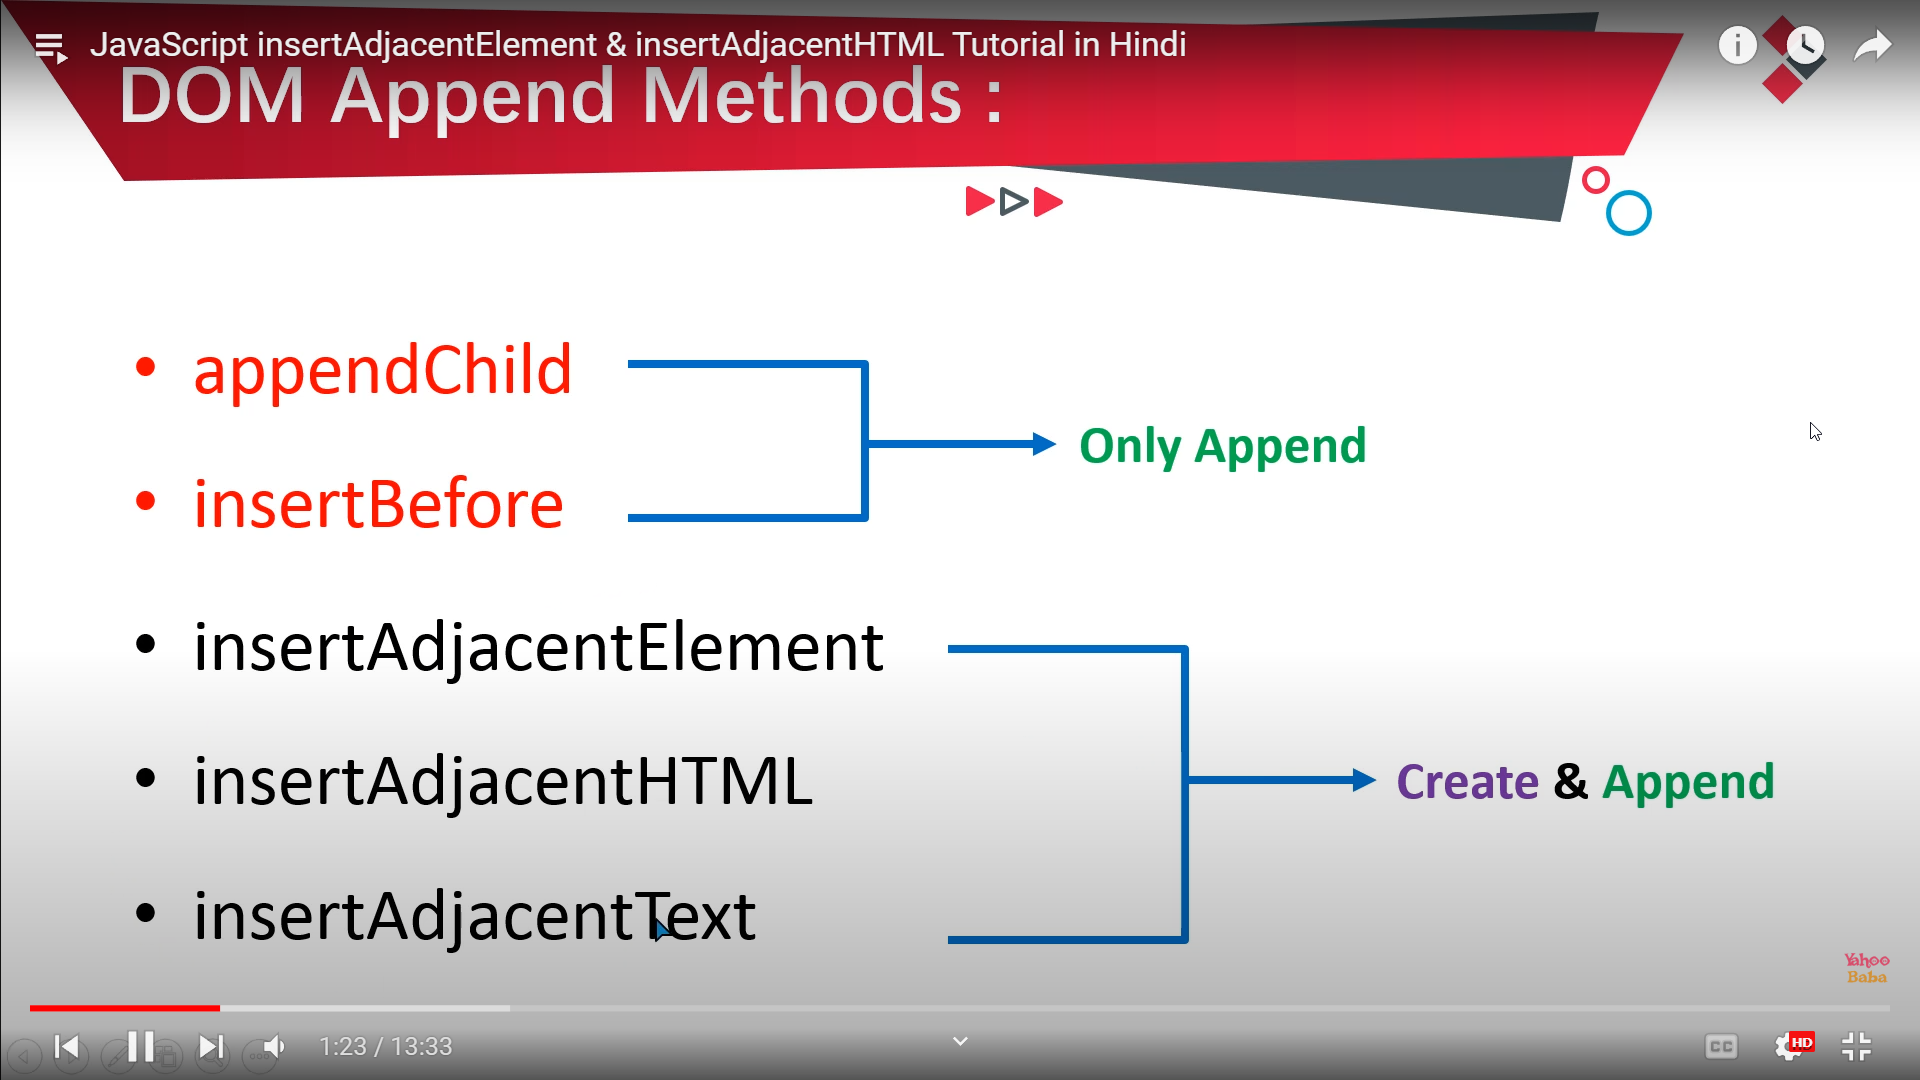 JavaScript insertAdjacentElement & insertAdjacentHTML Tutorial in Hindi
DOM Append Methods :
• appendChild
• insertBefore
Only Append
• insertAdjacentElement
• insertAdjacentHTML
• insertAdjacentText
Create & Append
Yahoo
Baba
1:23 / 13:33
CC
HD